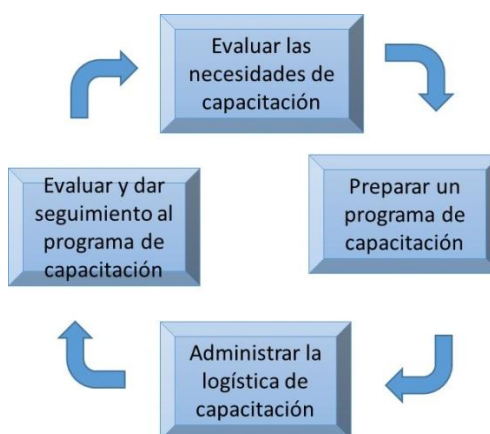 Evaluar las
necesidades de
capacitación
Preparar un
programa de
capacitación
Administrar la
logística de
capacitación
Evaluar y dar
seguimiento al
programa de
capacitación